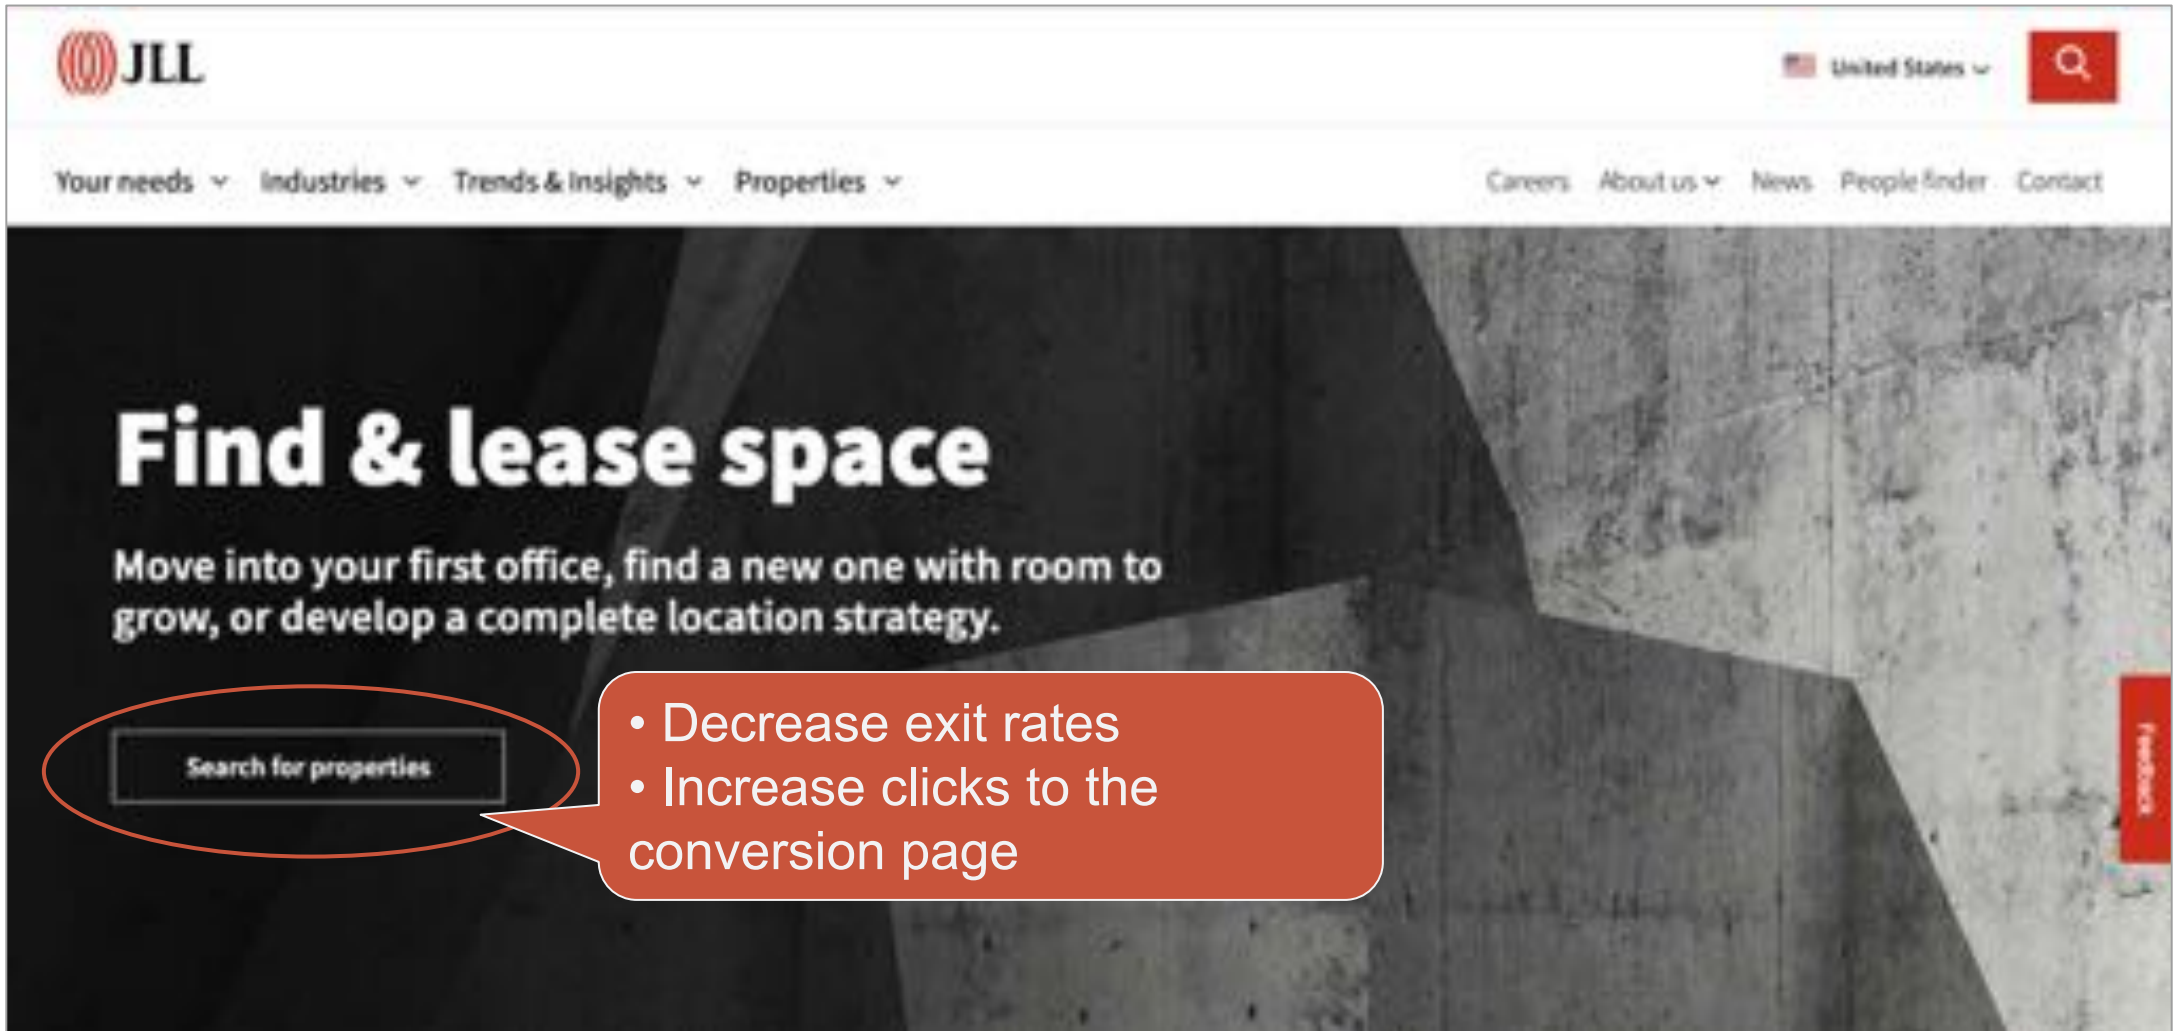 JLL
United States
Your needs
Industries
Trends & Insights
Properties
Careers
About us
News
People finder
Contact
Find & lease space
Move into your first office, find a new one with room to
grow, or develop a complete location strategy.
Search for properties
• Decrease exit rates
• Increase clicks to the
conversion page
Feedback